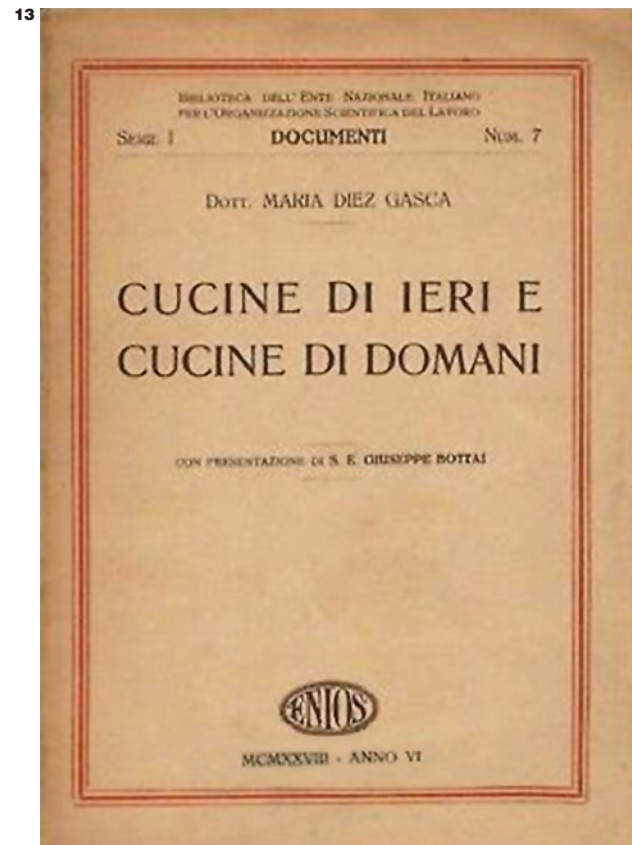 13
BIBLIOTECA DELL'ENTE NAZIONALE ITALIANO
PER L'ORGANIZZAZIONE SCIENTIFICA DEL LAVORO
SERIE I DOCUMENTI NUM. 7
DOTT. MARIA DIEZ GASCA
CUCINE DI IERI E
CUCINE DI DOMANI
CON PRESENTAZIONE DI S. E. GIUSEPPE BOTTAI
ENIOS
MCMXXVIII - ANNO VI